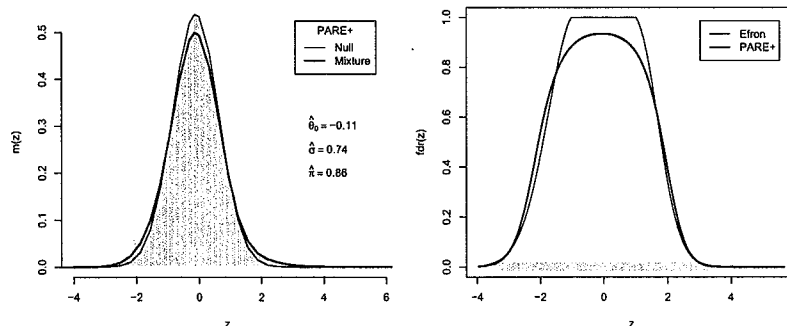 PARE+
Null
Mixture
θ̂₀ = −0.11
σ̂ = 0.74
π̂ = 0.86
m(z)
0.5
0.4
0.3
0.2
0.1
0.0
−4 −2 0 2 4 6
z
Efron
PARE+
fdr(z)
1.0
0.8
0.6
0.4
0.2
0.0
−4 −2 0 2 4
z